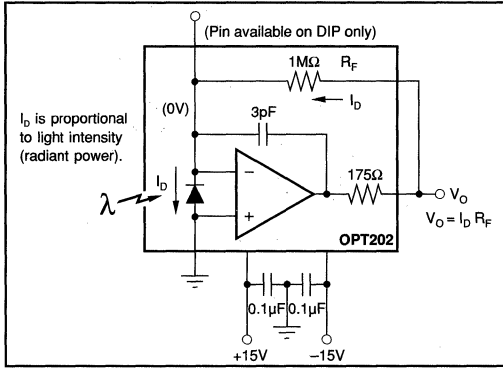 (Pin available on DIP only)
1MΩ R_F
I_D
(0V)
3pF
I_D is proportional
to light intensity
(radiant power).
I_D
λ
−
+
175Ω
V_O
V_O = I_D R_F
OPT202
0.1µF 0.1µF
+15V −15V